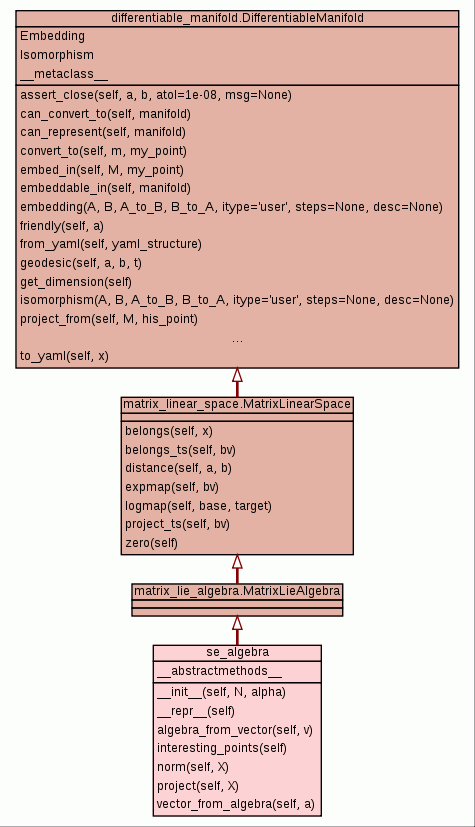 differentiable_manifold.DifferentiableManifold
Embedding
Isomorphism
__metaclass__
assert_close(self, a, b, atol=1e-08, msg=None)
can_convert_to(self, manifold)
can_represent(self, manifold)
convert_to(self, m, my_point)
embed_in(self, M, my_point)
embeddable_in(self, manifold)
embedding(A, B, A_to_B, B_to_A, itype='user', steps=None, desc=None)
friendly(self, a)
from_yaml(self, yaml_structure)
geodesic(self, a, b, t)
get_dimension(self)
isomorphism(A, B, A_to_B, B_to_A, itype='user', steps=None, desc=None)
project_from(self, M, his_point)
...
to_yaml(self, x)
matrix_linear_space.MatrixLinearSpace
belongs(self, x)
belongs_ts(self, bv)
distance(self, a, b)
expmap(self, bv)
logmap(self, base, target)
project_ts(self, bv)
zero(self)
matrix_lie_algebra.MatrixLieAlgebra
se_algebra
__abstractmethods__
__init__(self, N, alpha)
__repr__(self)
algebra_from_vector(self, v)
interesting_points(self)
norm(self, X)
project(self, X)
vector_from_algebra(self, a)